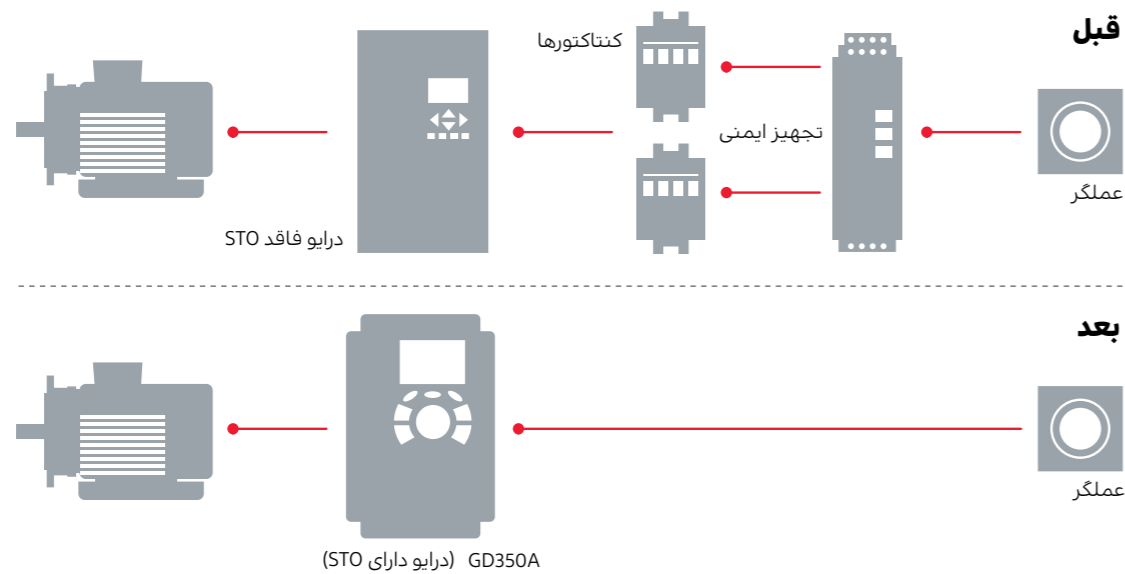 قبل
کنتاکتورها
تجهیز ایمنی
عملگر
درایو فاقد STO
بعد
عملگر
GD350A (درایو دارای STO)